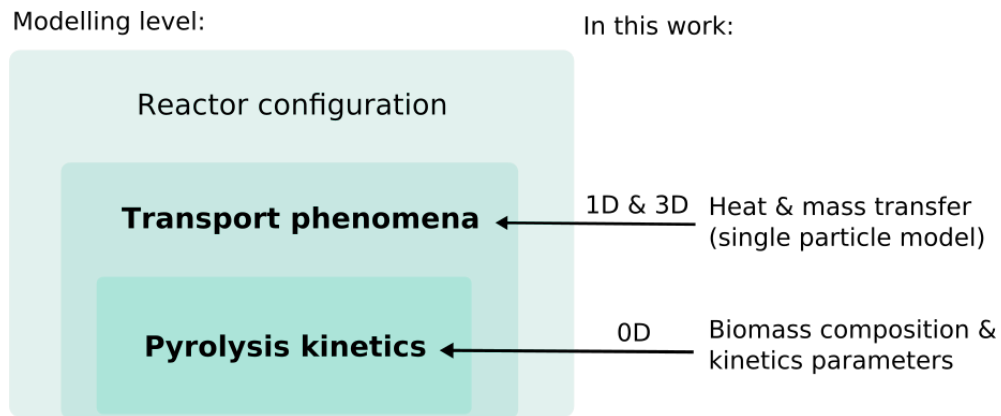 Modelling level:
In this work:
Reactor configuration
Transport phenomena
1D & 3D
Heat & mass transfer
(single particle model)
Pyrolysis kinetics
0D
Biomass composition &
kinetics parameters